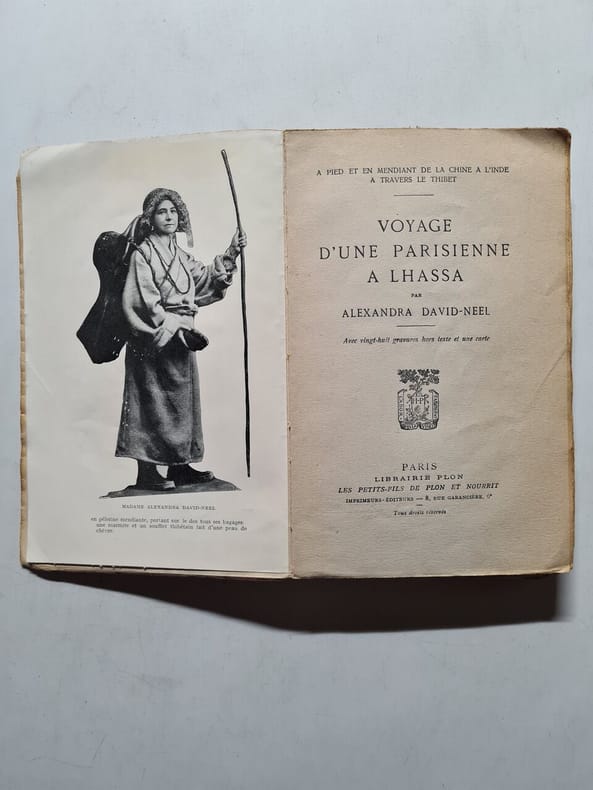 MADAME ALEXANDRA DAVID-NEEL
en pèlerine mendiante, portant sur le dos tous ses bagages
une marmite et un soufflet thibétain fait d'une peau de
chèvre.
A PIED ET EN MENDIANT DE LA CHINE A L'INDE
A TRAVERS LE THIBET
VOYAGE
D'UNE PARISIENNE
A LHASSA
PAR
ALEXANDRA DAVID-NEEL
Avec vingt-huit gravures hors texte et une carte
PARIS
LIBRAIRIE PLON
LES PETITS-FILS DE PLON ET NOURRIT
IMPRIMEURS-ÉDITEURS — 8, RUE GARANCIÈRE, 6e
Tous droits réservés